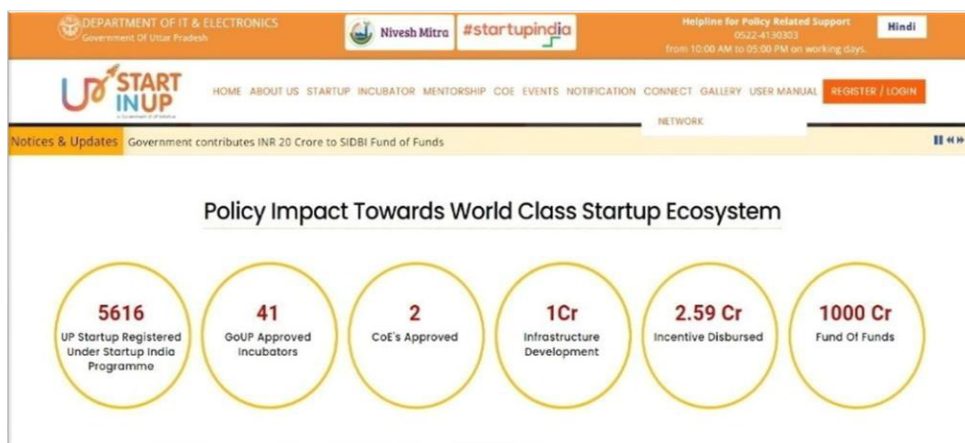 DEPARTMENT OF IT & ELECTRONICS
Government Of Uttar Pradesh
Nivesh Mitra
#startupindia
Helpline for Policy Related Support
0522-4130303
from 10:00 AM to 05:00 PM on working days.
Hindi
UP START
IN UP
HOME ABOUT US STARTUP INCUBATOR MENTORSHIP COE EVENTS NOTIFICATION CONNECT GALLERY USER MANUAL REGISTER / LOGIN
NETWORK
Notices & Updates Government contributes INR 20 Crore to SIDBI Fund of Funds
Policy Impact Towards World Class Startup Ecosystem
5616
UP Startup Registered
Under Startup India
Programme
41
GoUP Approved
Incubators
2
CoE's Approved
1Cr
Infrastructure
Development
2.59 Cr
Incentive Disbursed
1000 Cr
Fund Of Funds